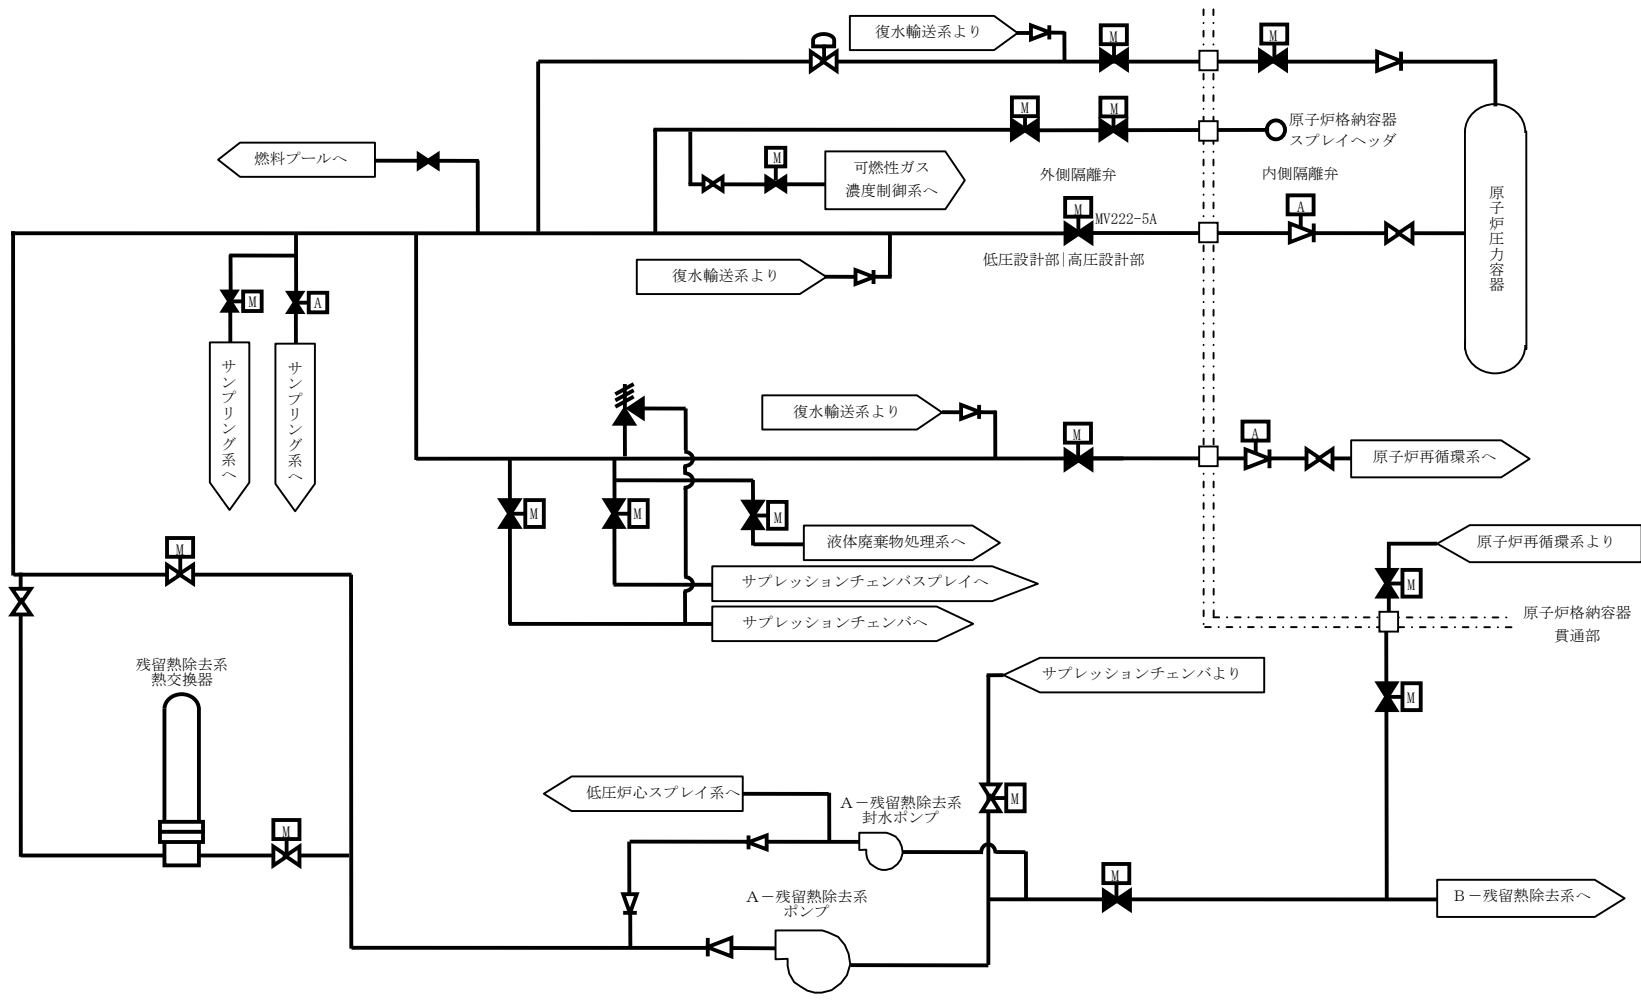 復水輸送系より
M
M
M
M
原子炉格納容器
スプレイヘッダ
燃料プールへ
M
可燃性ガス
濃度制御系へ
外側隔離弁
内側隔離弁
M
MV222-5A
A
低圧設計部|高圧設計部
復水輸送系より
原子炉圧力容器
M
A
サンプリング系へ
サンプリング系へ
復水輸送系より
M
A
原子炉再循環系へ
M
M
M
液体廃棄物処理系へ
サプレッションチェンバスプレイへ
サプレッションチェンバへ
原子炉再循環系より
M
M
原子炉格納容器
貫通部
残留熱除去系
熱交換器
サプレッションチェンバより
M
低圧炉心スプレイ系へ
A－残留熱除去系
封水ポンプ
M
M
M
A－残留熱除去系
ポンプ
B－残留熱除去系へ